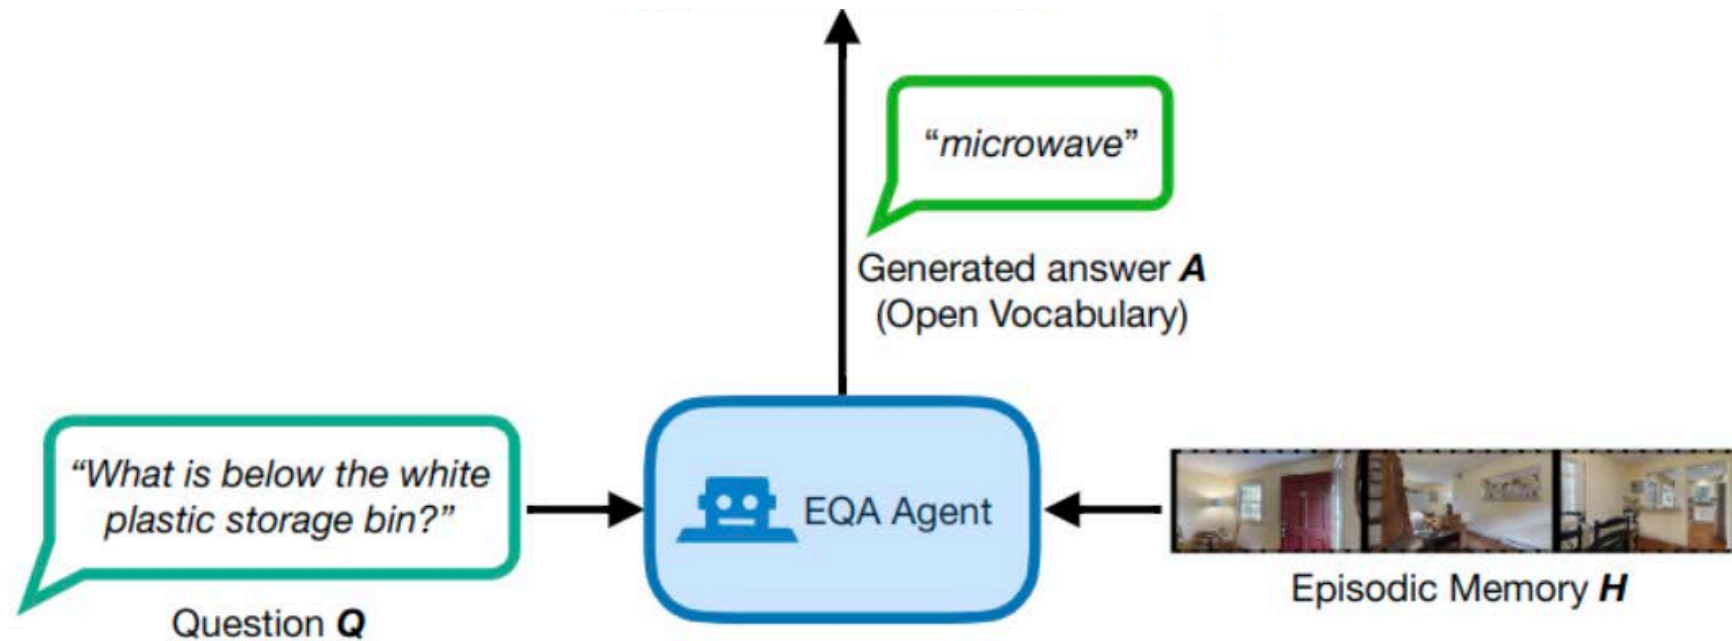 “microwave”
Generated answer A
(Open Vocabulary)
“What is below the white
plastic storage bin?”
EQA Agent
Episodic Memory H
Question Q